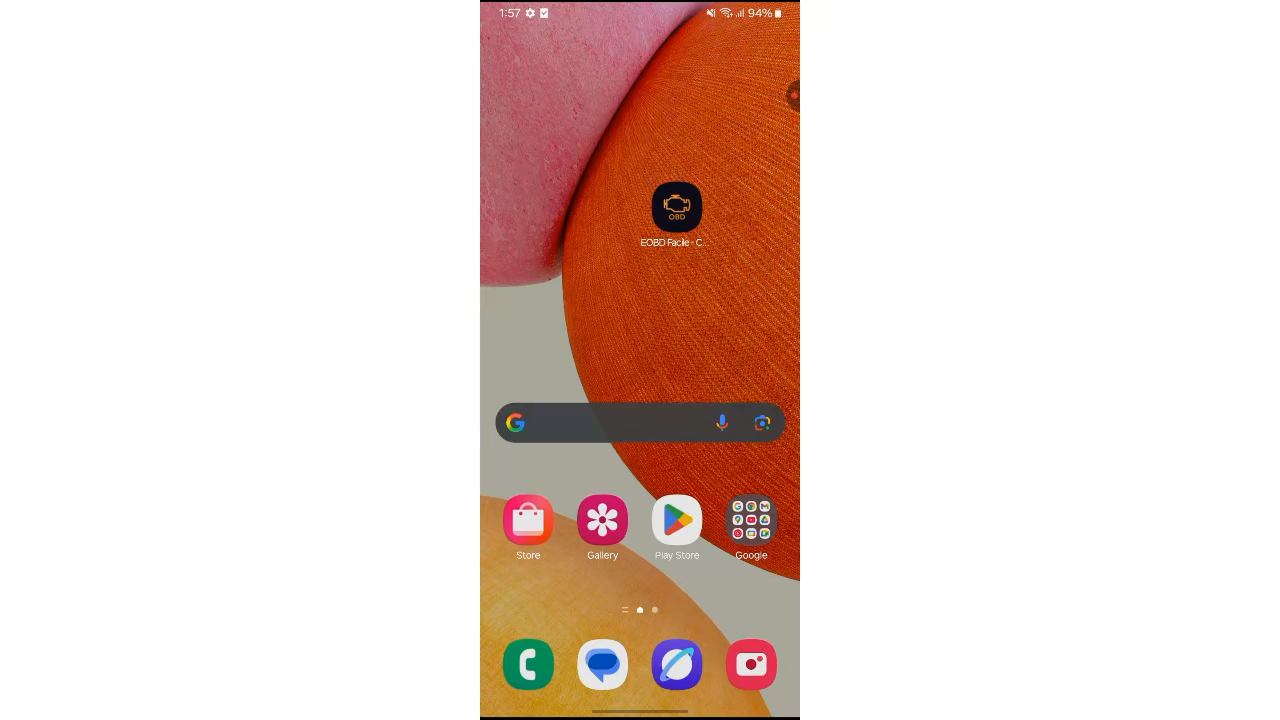 1:57
94%
OBD
EOBD Facile - C...
Store
Gallery
Play Store
Google